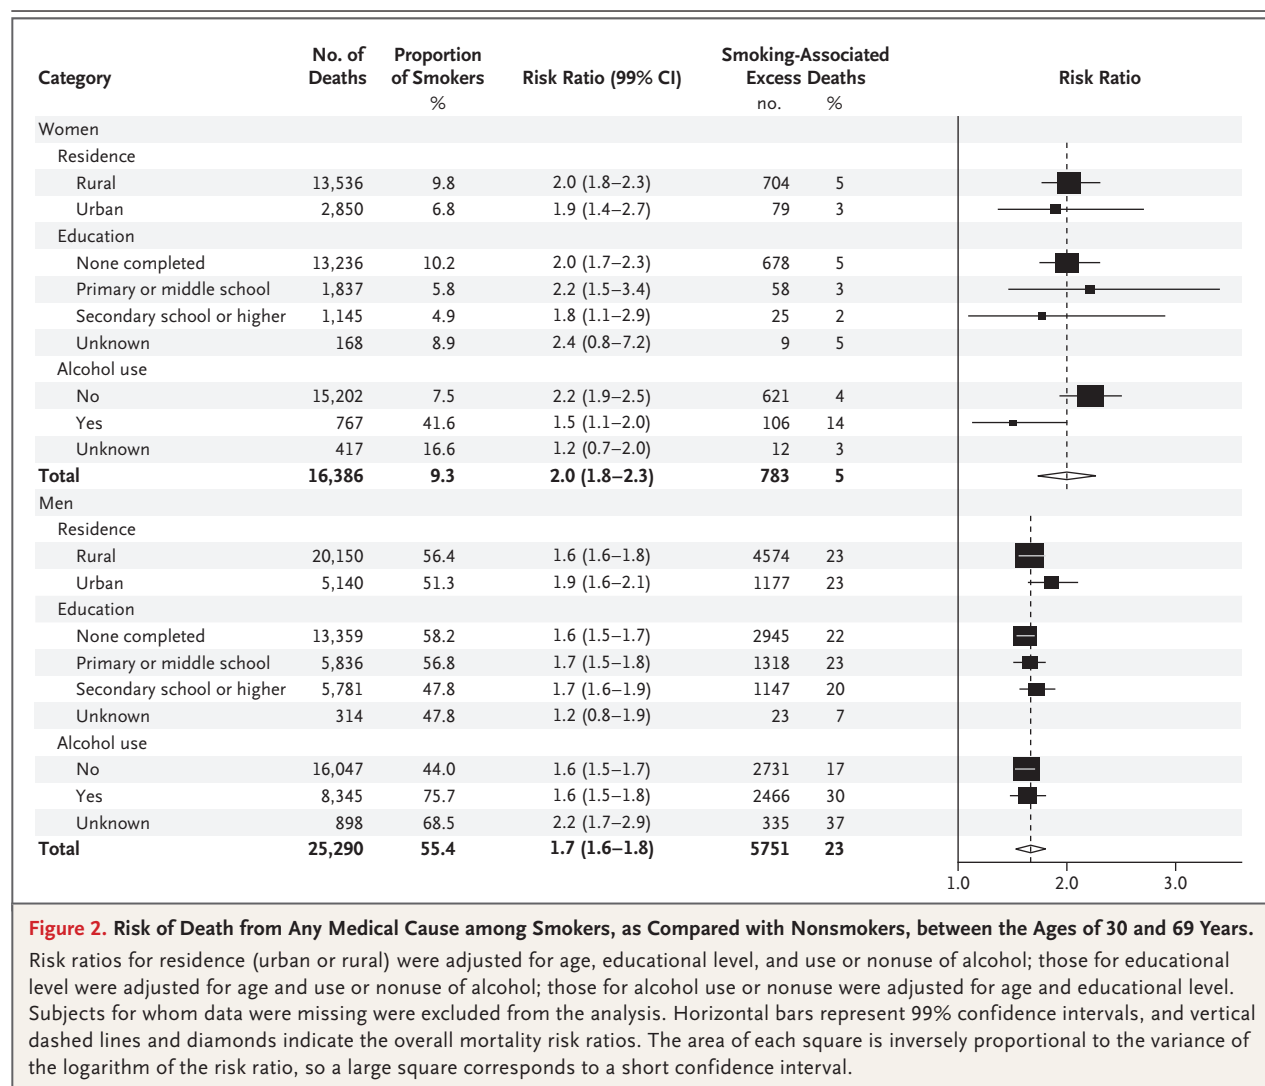 Category No. of Deaths Proportion of Smokers Risk Ratio (99% CI) Smoking-Associated Excess Deaths Risk Ratio
% no. %
Women
Residence
Rural 13,536 9.8 2.0 (1.8–2.3) 704 5
Urban 2,850 6.8 1.9 (1.4–2.7) 79 3
Education
None completed 13,236 10.2 2.0 (1.7–2.3) 678 5
Primary or middle school 1,837 5.8 2.2 (1.5–3.4) 58 3
Secondary school or higher 1,145 4.9 1.8 (1.1–2.9) 25 2
Unknown 168 8.9 2.4 (0.8–7.2) 9 5
Alcohol use
No 15,202 7.5 2.2 (1.9–2.5) 621 4
Yes 767 41.6 1.5 (1.1–2.0) 106 14
Unknown 417 16.6 1.2 (0.7–2.0) 12 3
Total 16,386 9.3 2.0 (1.8–2.3) 783 5
Men
Residence
Rural 20,150 56.4 1.6 (1.6–1.8) 4574 23
Urban 5,140 51.3 1.9 (1.6–2.1) 1177 23
Education
None completed 13,359 58.2 1.6 (1.5–1.7) 2945 22
Primary or middle school 5,836 56.8 1.7 (1.5–1.8) 1318 23
Secondary school or higher 5,781 47.8 1.7 (1.6–1.9) 1147 20
Unknown 314 47.8 1.2 (0.8–1.9) 23 7
Alcohol use
No 16,047 44.0 1.6 (1.5–1.7) 2731 17
Yes 8,345 75.7 1.6 (1.5–1.8) 2466 30
Unknown 898 68.5 2.2 (1.7–2.9) 335 37
Total 25,290 55.4 1.7 (1.6–1.8) 5751 23
1.0 2.0 3.0
Figure 2. Risk of Death from Any Medical Cause among Smokers, as Compared with Nonsmokers, between the Ages of 30 and 69 Years.
Risk ratios for residence (urban or rural) were adjusted for age, educational level, and use or nonuse of alcohol; those for educational
level were adjusted for age and use or nonuse of alcohol; those for alcohol use or nonuse were adjusted for age and educational level.
Subjects for whom data were missing were excluded from the analysis. Horizontal bars represent 99% confidence intervals, and vertical
dashed lines and diamonds indicate the overall mortality risk ratios. The area of each square is inversely proportional to the variance of
the logarithm of the risk ratio, so a large square corresponds to a short confidence interval.